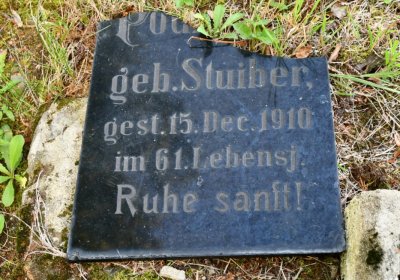 geb. Stuiber,
gest. 15. Dec. 1910
im 61. Lebensj.
Ruhe sanft!